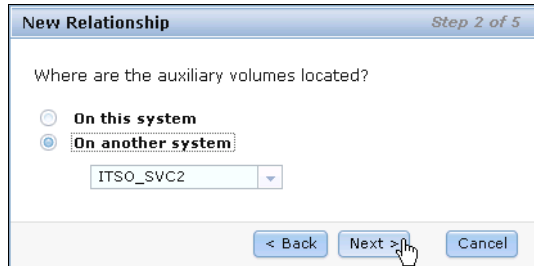 New Relationship Step 2 of 5
Where are the auxiliary volumes located?
On this system
On another system
ITSO_SVC2
< Back Next > Cancel